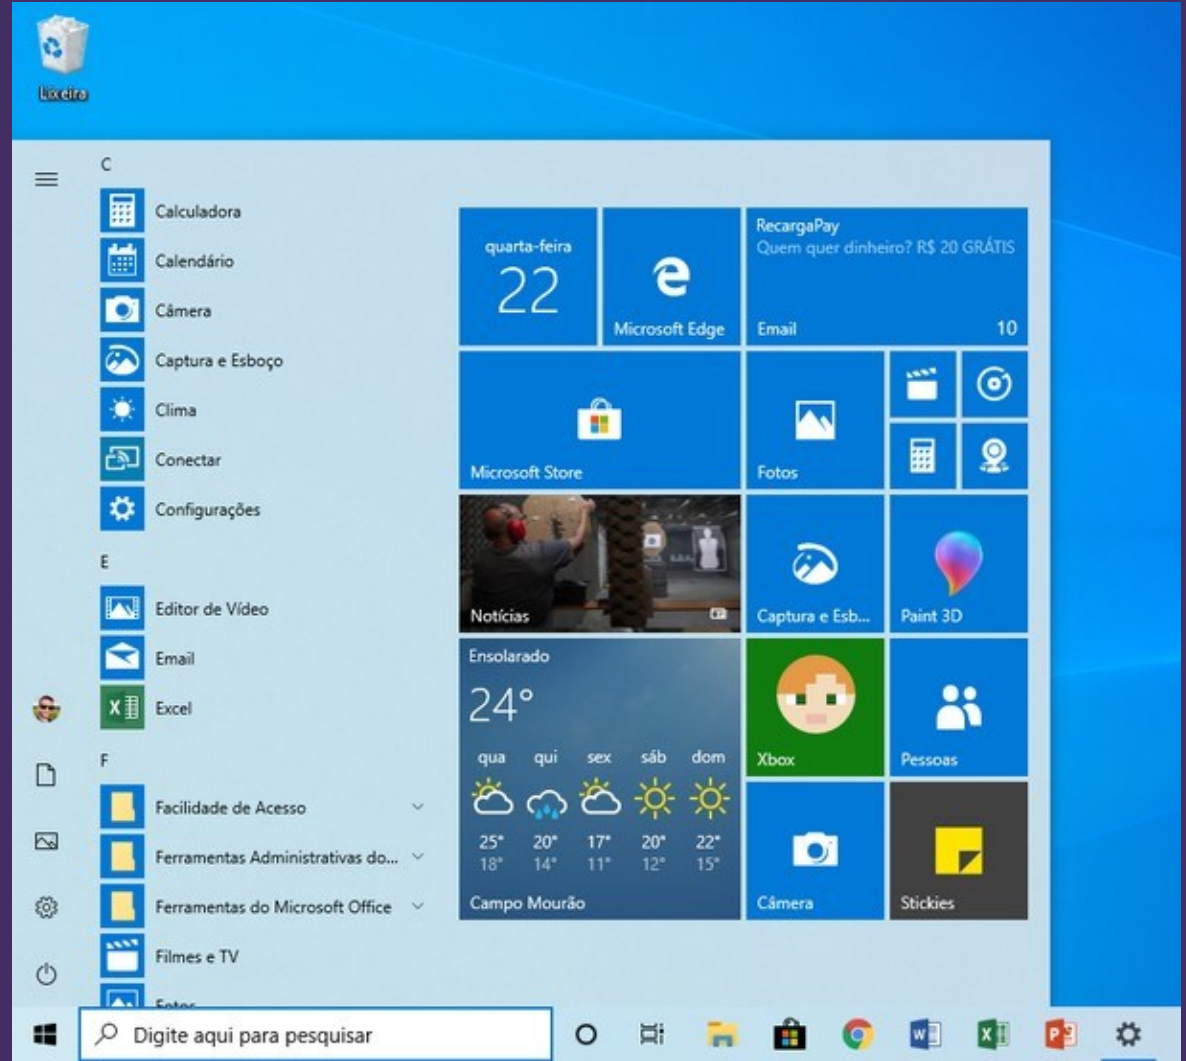 Lixeira
C
Calculadora
Calendário
Câmera
Captura e Esboço
Clima
Conectar
Configurações
E
Editor de Vídeo
Email
Excel
F
Facilidade de Acesso
Ferramentas Administrativas do...
Ferramentas do Microsoft Office
Filmes e TV
Fotos
quarta-feira
22
Microsoft Edge
RecargaPay
Quem quer dinheiro? R$ 20 GRÁTIS
Email 10
Microsoft Store
Fotos
Notícias
Captura e Esb...
Paint 3D
Ensolarado
24°
qua qui sex sáb dom
25° 20° 17° 20° 22°
18° 14° 11° 12° 15°
Campo Mourão
Xbox
Pessoas
Câmera
Stickies
Digite aqui para pesquisar